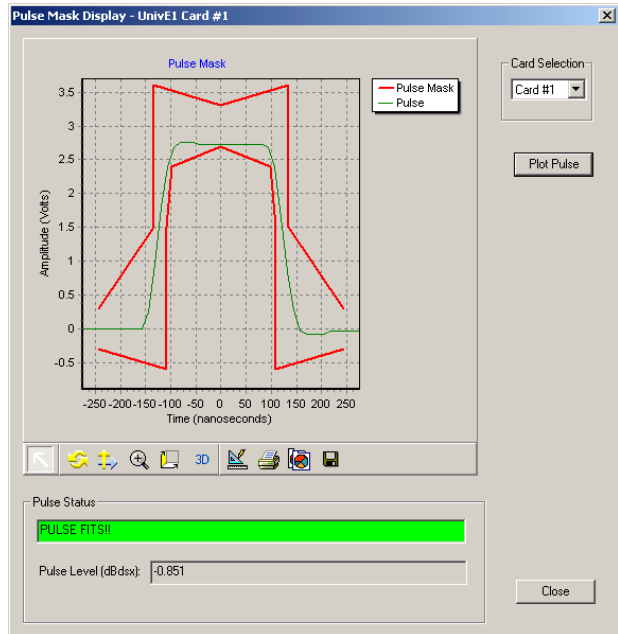 Pulse Mask Display - UnivE1 Card #1
Pulse Mask
Pulse Mask
Pulse
3.5
3
2.5
2
1.5
1
0.5
0
-0.5
Amplitude (Volts)
-250 -200 -150 -100 -50 0 50 100 150 200 250
Time (nanoseconds)
Card Selection
Card #1
Plot Pulse
3D
Pulse Status
PULSE FITS!!
Pulse Level (dBdsx): -0.851
Close